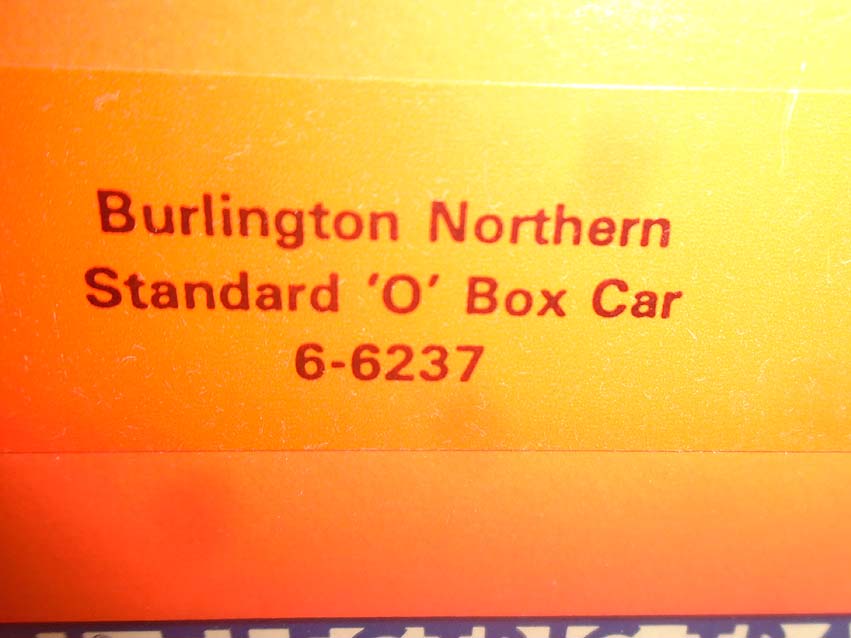 Burlington Northern
Standard 'O' Box Car
6-6237